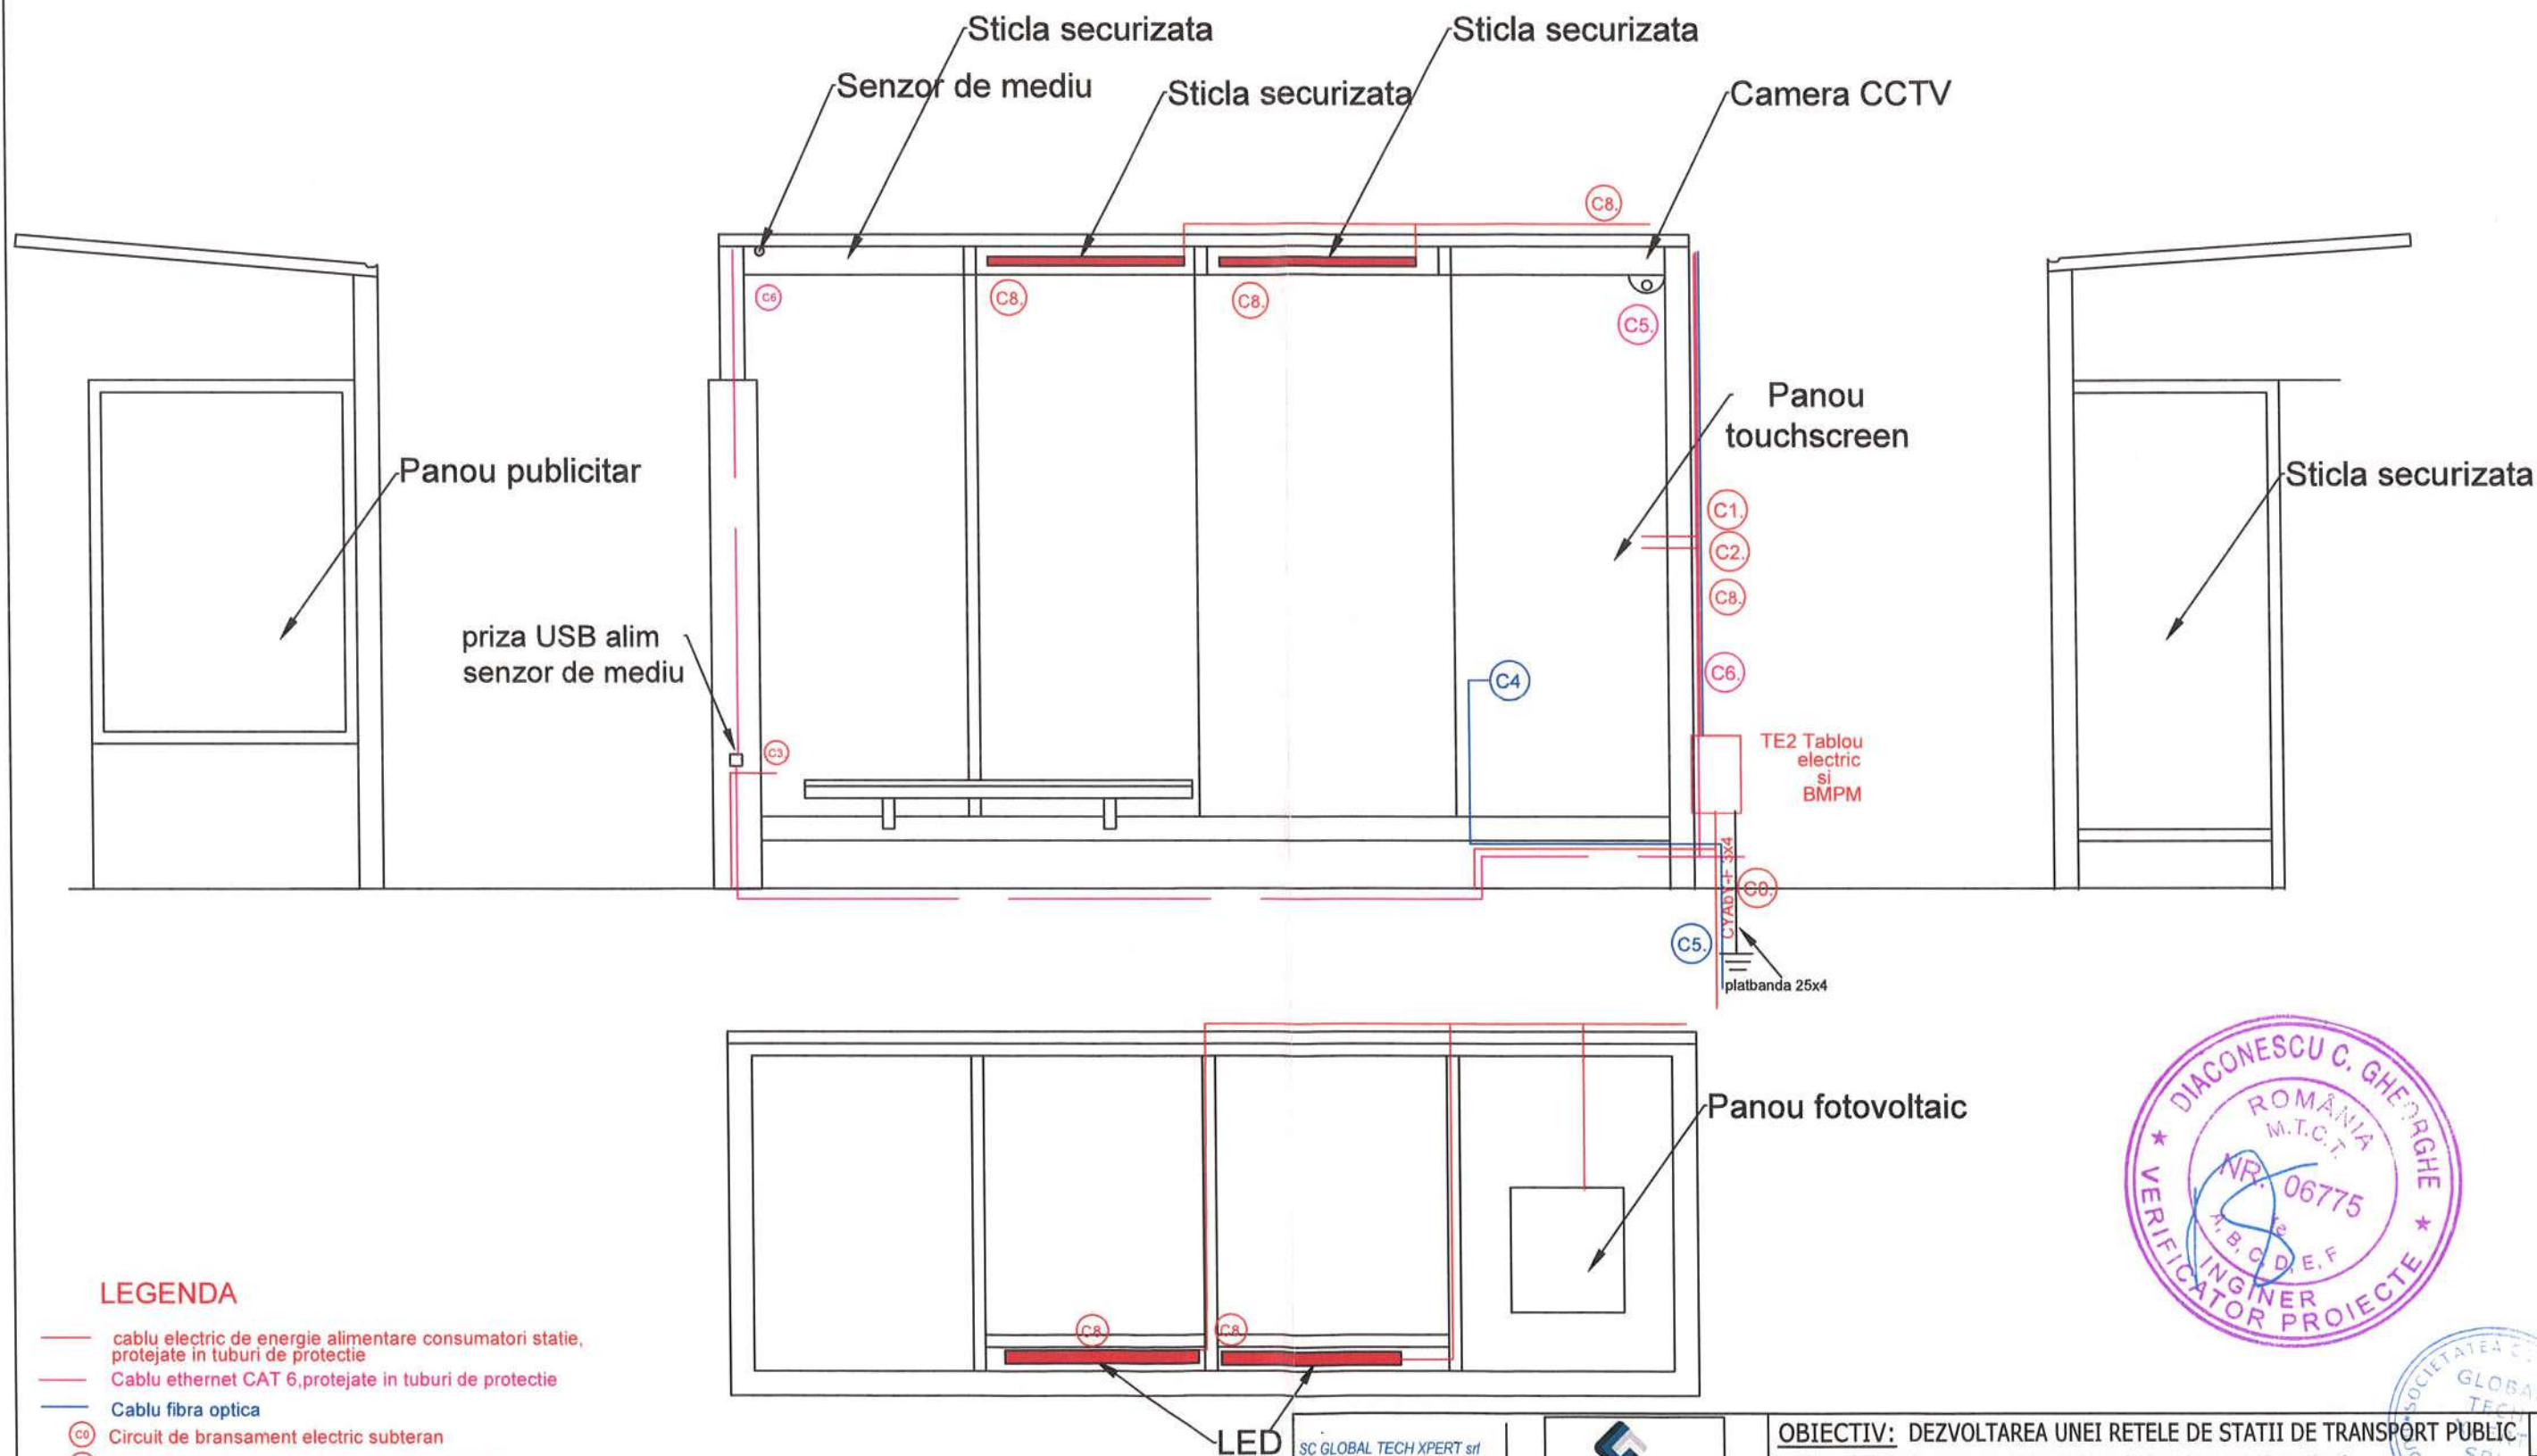 Sticla securizata
Sticla securizata
Senzor de mediu
Sticla securizata
Camera CCTV
C8.
C6
C8.
C8.
C5.
Panou
touchscreen
Panou publicitar
Sticla securizata
C1.
C2.
C8.
priza USB alim
senzor de mediu
C6.
C4
C3
TE2 Tablou
electric
si
BMPM
CYAbY-F 3x4
C0.
C5.
platbanda 25x4
Panou fotovoltaic
C8.
C8.
LED
DIACONESCU C. GHEORGHE
ROMÂNIA
M.T.C.T.
NR. 06775
Ie
A, B, C, D, E, F
INGINER
VERIFICATOR PROIECTE
LEGENDA
cablu electric de energie alimentare consumatori statie,
protejate in tuburi de protectie
Cablu ethernet CAT 6,protejate in tuburi de protectie
Cablu fibra optica
C0 Circuit de bransament electric subteran
SC GLOBAL TECH XPERT srl
OBIECTIV: DEZVOLTAREA UNEI RETELE DE STATII DE TRANSPORT PUBLIC
SOCIETATEA
GLOBA
TECH